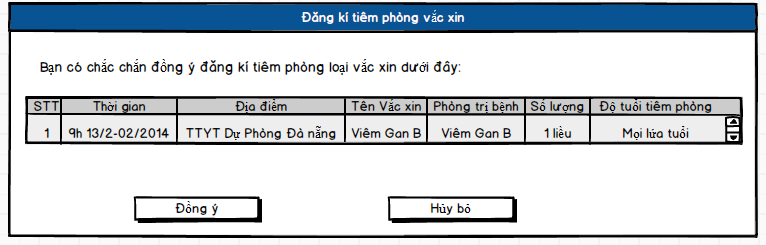 Đăng kí tiêm phòng vắc xin
Bạn có chắc chắn đồng ý đăng kí tiêm phòng loại vắc xin dưới đây:
STT Thời gian Địa điểm Tên Vắc xin Phòng trị bệnh Số lượng Độ tuổi tiêm phòng
1 9h 13/2-02/2014 TTYT Dự Phòng Đà nẵng Viêm Gan B Viêm Gan B 1 liều Mọi lứa tuổi
Đồng ý Hủy bỏ